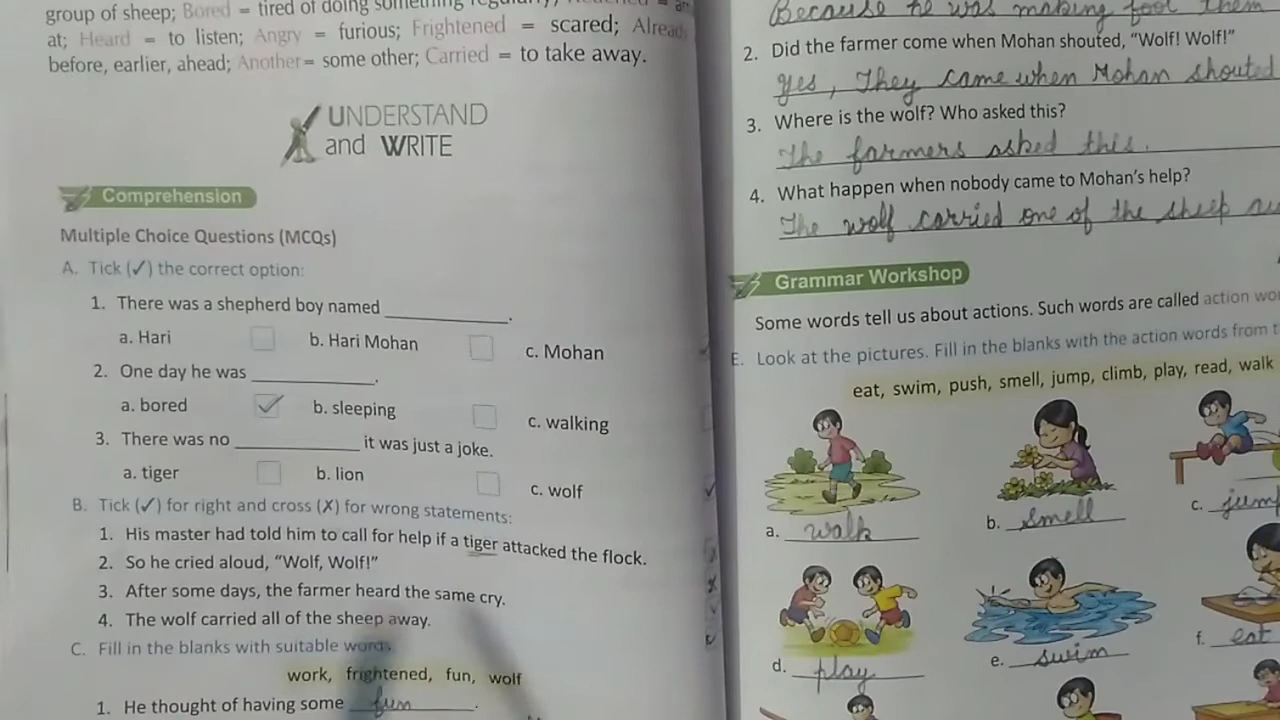 group of sheep; Bored = tired of doing something regularly;
at; Heard = to listen; Angry = furious; Frightened = scared; Already
before, earlier, ahead; Another= some other; Carried = to take away.
UNDERSTAND
and WRITE
Comprehension
Multiple Choice Questions (MCQs)
A. Tick (✓) the correct option:
1. There was a shepherd boy named ____________.
a. Hari b. Hari Mohan c. Mohan
2. One day he was ____________.
a. bored ✓ b. sleeping c. walking
3. There was no ____________ it was just a joke.
a. tiger b. lion c. wolf
B. Tick (✓) for right and cross (✗) for wrong statements:
1. His master had told him to call for help if a tiger attacked the flock.
2. So he cried aloud, “Wolf, Wolf!”
3. After some days, the farmer heard the same cry.
4. The wolf carried all of the sheep away.
C. Fill in the blanks with suitable words.
work, frightened, fun, wolf
1. He thought of having some fun.
Because he was making fool them
2. Did the farmer come when Mohan shouted, “Wolf! Wolf!”
Yes, They came when Mohan shouted
3. Where is the wolf? Who asked this?
The farmers asked this.
4. What happen when nobody came to Mohan’s help?
The wolf carried one of the sheep
Grammar Workshop
Some words tell us about actions. Such words are called action
E. Look at the pictures. Fill in the blanks with the action words from
eat, swim, push, smell, jump, climb, play, read, walk
a. walk b. smell c. jump
d. play e. swim f. eat